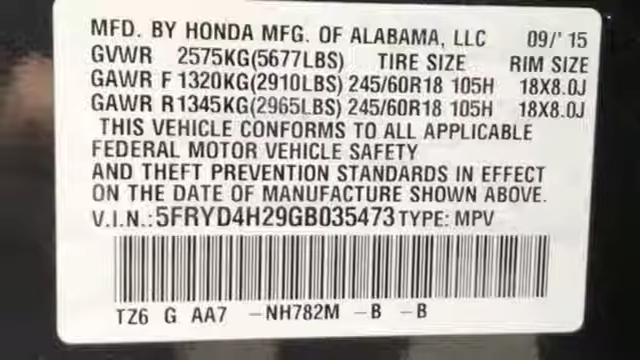 MFD. BY HONDA MFG. OF ALABAMA, LLC 09/'15
GVWR 2575KG(5677LBS) TIRE SIZE RIM SIZE
GAWR F 1320KG(2910LBS) 245/60R18 105H 18X8.0J
GAWR R 1345KG(2965LBS) 245/60R18 105H 18X8.0J
THIS VEHICLE CONFORMS TO ALL APPLICABLE
FEDERAL MOTOR VEHICLE SAFETY
AND THEFT PREVENTION STANDARDS IN EFFECT
ON THE DATE OF MANUFACTURE SHOWN ABOVE.
V.I.N.:5FRYD4H29GB035473 TYPE: MPV
TZ6 G AA7 -NH782M -B -B